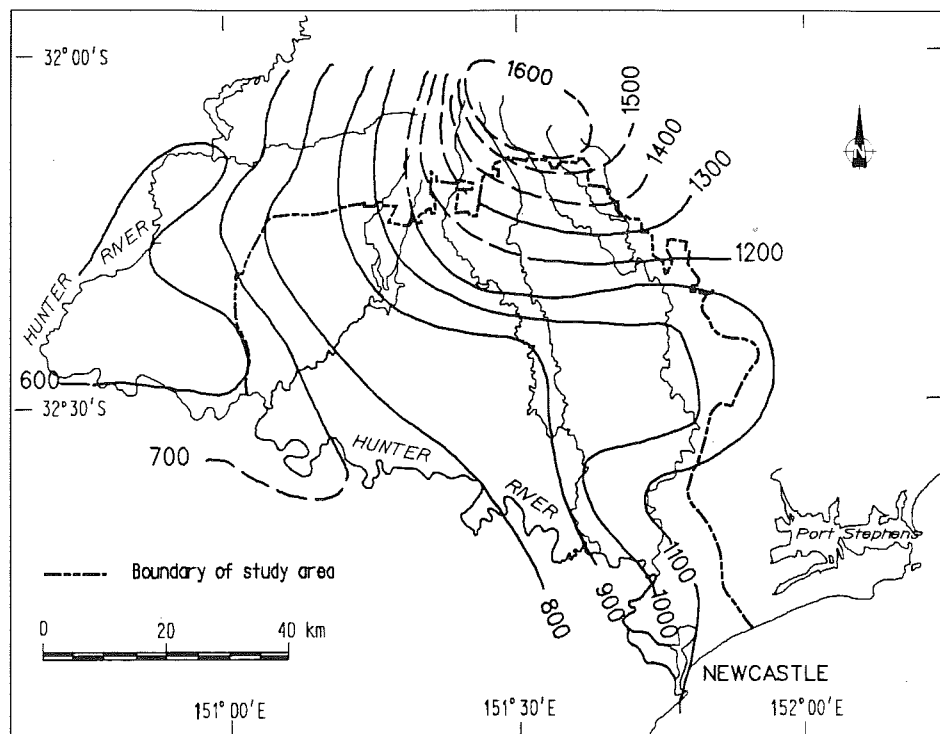 32°00'S
1600
1500
1400
1300
N
1200
HUNTER RIVER
600
32°30'S
700
HUNTER
RIVER
Port Stephens
Boundary of study area
1100
1000
900
800
0 20 40 km
NEWCASTLE
151°00'E 151°30'E 152°00'E